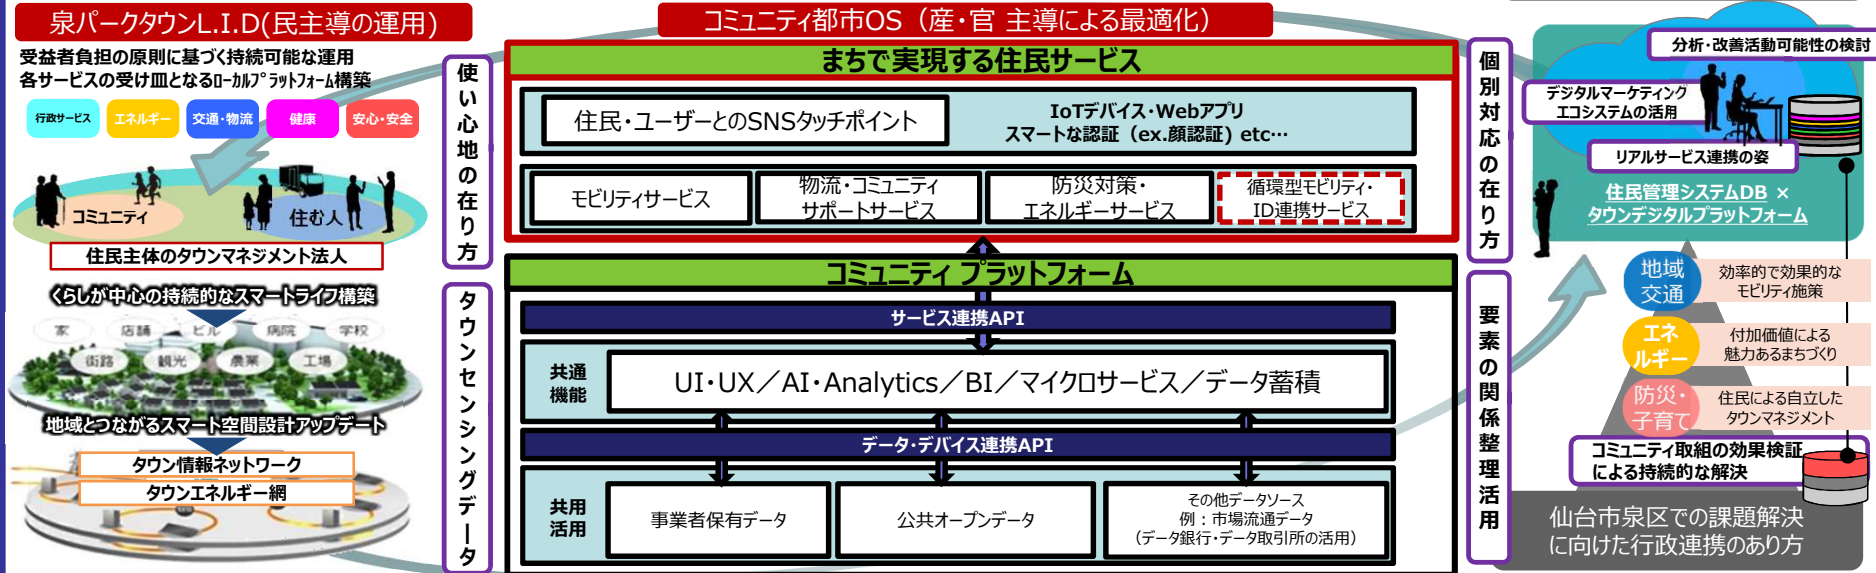 泉パークタウンL.I.D(民主導の運用)
受益者負担の原則に基づく持続可能な運用
各サービスの受け皿となるﾛｰｶﾙﾌﾟﾗｯﾄﾌｫｰﾑ構築
行政サービス
エネルギー
交通・物流
健康
安心・安全
コミュニティ
住む人
住民主体のタウンマネジメント法人
くらしが中心の持続的なスマートライフ構築
家
店舗
ビル
病院
学校
街路
観光
農業
工場
地域とつながるスマート空間設計アップデート
タウン情報ネットワーク
タウンエネルギー網
使い心地の在り方
タウンセンシングデータ
コミュニティ都市OS（産・官 主導による最適化）
まちで実現する住民サービス
住民・ユーザーとのSNSタッチポイント
IoTデバイス・Webアプリ
スマートな認証（ex.顔認証) etc…
モビリティサービス
物流・コミュニティ
サポートサービス
防災対策・
エネルギーサービス
循環型モビリティ・
ID連携サービス
コミュニティ プラットフォーム
サービス連携API
共通
機能
UI・UX／AI・Analytics／BI／マイクロサービス／データ蓄積
データ・デバイス連携API
共用
活用
事業者保有データ
公共オープンデータ
その他データソース
例：市場流通データ
（データ銀行・データ取引所の活用）
個別対応の在り方
要素の関係整理活用
分析・改善活動可能性の検討
デジタルマーケティング
エコシステムの活用
リアルサービス連携の姿
住民管理システムDB ×
タウンデジタルプラットフォーム
地域
交通
効率的で効果的な
モビリティ施策
エネ
ルギー
付加価値による
魅力あるまちづくり
防災・
子育て
住民による自立した
タウンマネジメント
コミュニティ取組の効果検証
による持続的な解決
仙台市泉区での課題解決
に向けた行政連携のあり方